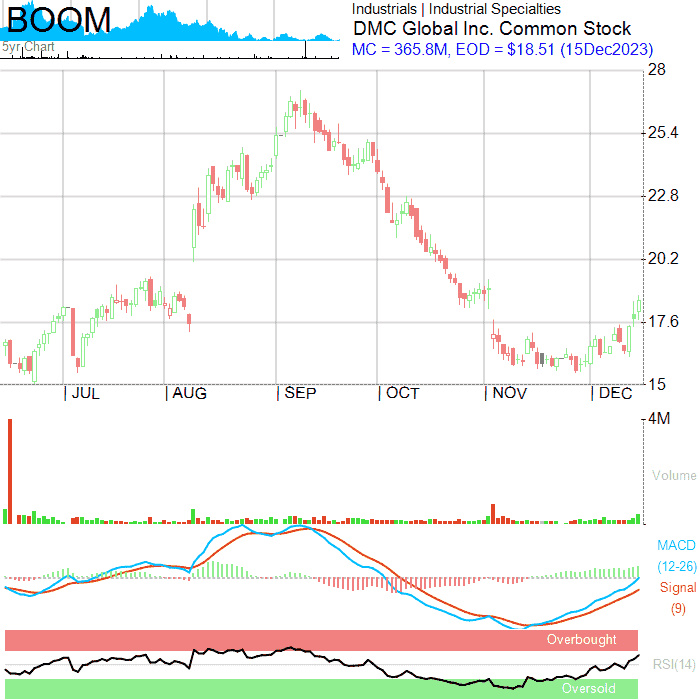 BOOM
5yr Chart
Industrials | Industrial Specialties
DMC Global Inc. Common Stock
MC = 365.8M, EOD = $18.51 (15Dec2023)
28
25.4
22.8
20.2
17.6
15
JUL
AUG
SEP
OCT
NOV
DEC
4M
Volume
MACD
(12-26)
Signal
(9)
Overbought
RSI(14)
Oversold